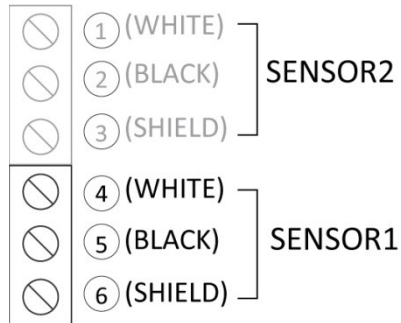 1 (WHITE)
2 (BLACK) SENSOR2
3 (SHIELD)
4 (WHITE)
5 (BLACK) SENSOR1
6 (SHIELD)